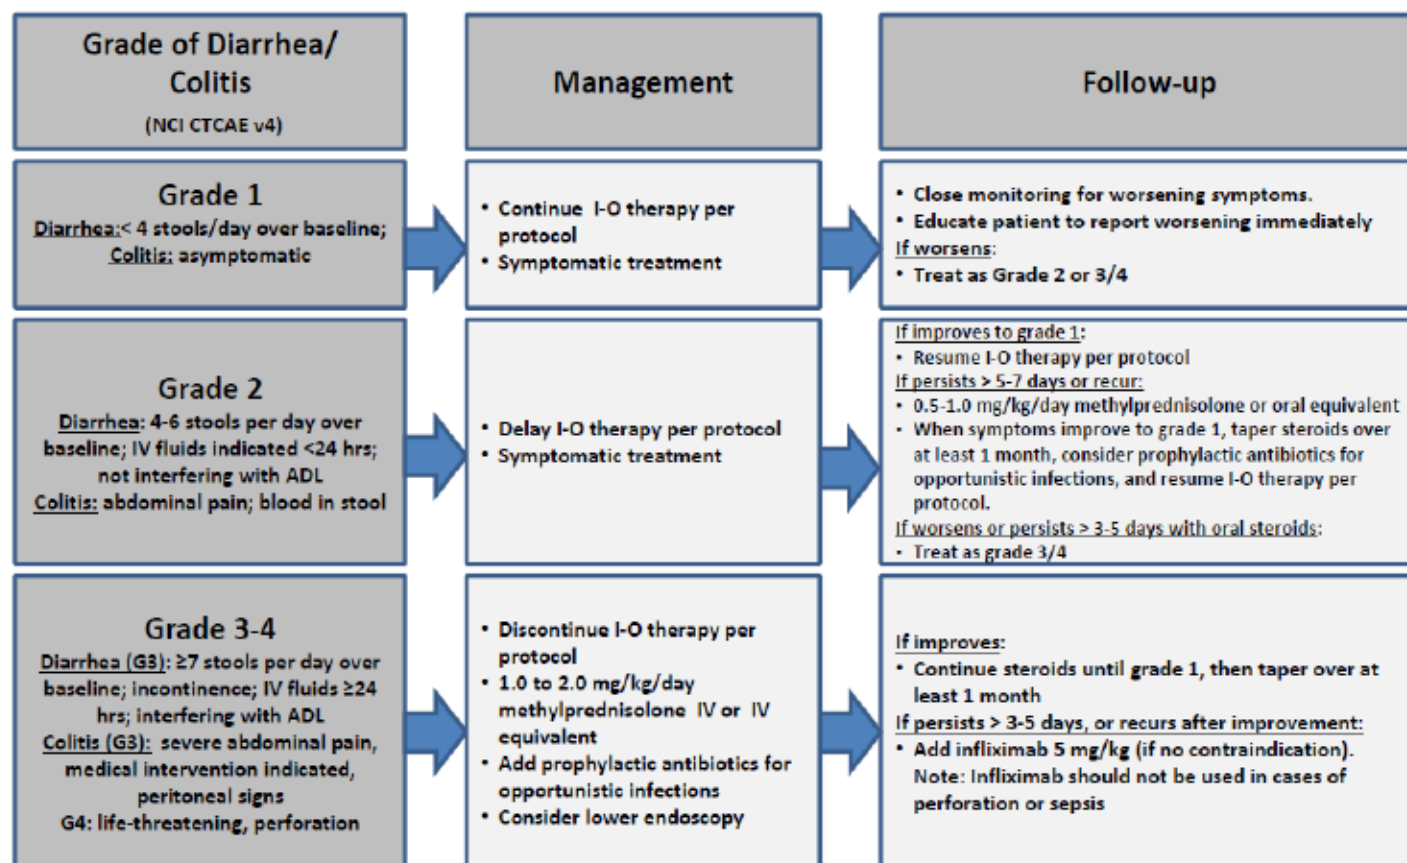 Grade of Diarrhea/
Colitis
(NCI CTCAE v4)
Management
Follow-up
Grade 1
Diarrhea:< 4 stools/day over baseline;
Colitis: asymptomatic
• Continue I-O therapy per
protocol
• Symptomatic treatment
• Close monitoring for worsening symptoms.
• Educate patient to report worsening immediately
If worsens:
• Treat as Grade 2 or 3/4
Grade 2
Diarrhea: 4-6 stools per day over
baseline; IV fluids indicated <24 hrs;
not interfering with ADL
Colitis: abdominal pain; blood in stool
• Delay I-O therapy per protocol
• Symptomatic treatment
If improves to grade 1:
• Resume I-O therapy per protocol
If persists > 5-7 days or recur:
• 0.5-1.0 mg/kg/day methylprednisolone or oral equivalent
• When symptoms improve to grade 1, taper steroids over
at least 1 month, consider prophylactic antibiotics for
opportunistic infections, and resume I-O therapy per
protocol.
If worsens or persists > 3-5 days with oral steroids:
• Treat as grade 3/4
Grade 3-4
Diarrhea (G3): ≥7 stools per day over
baseline; incontinence; IV fluids ≥24
hrs; interfering with ADL
Colitis (G3): severe abdominal pain,
medical intervention indicated,
peritoneal signs
G4: life-threatening, perforation
• Discontinue I-O therapy per
protocol
• 1.0 to 2.0 mg/kg/day
methylprednisolone IV or IV
equivalent
• Add prophylactic antibiotics for
opportunistic infections
• Consider lower endoscopy
If improves:
• Continue steroids until grade 1, then taper over at
least 1 month
If persists > 3-5 days, or recurs after improvement:
• Add infliximab 5 mg/kg (if no contraindication).
Note: Infliximab should not be used in cases of
perforation or sepsis